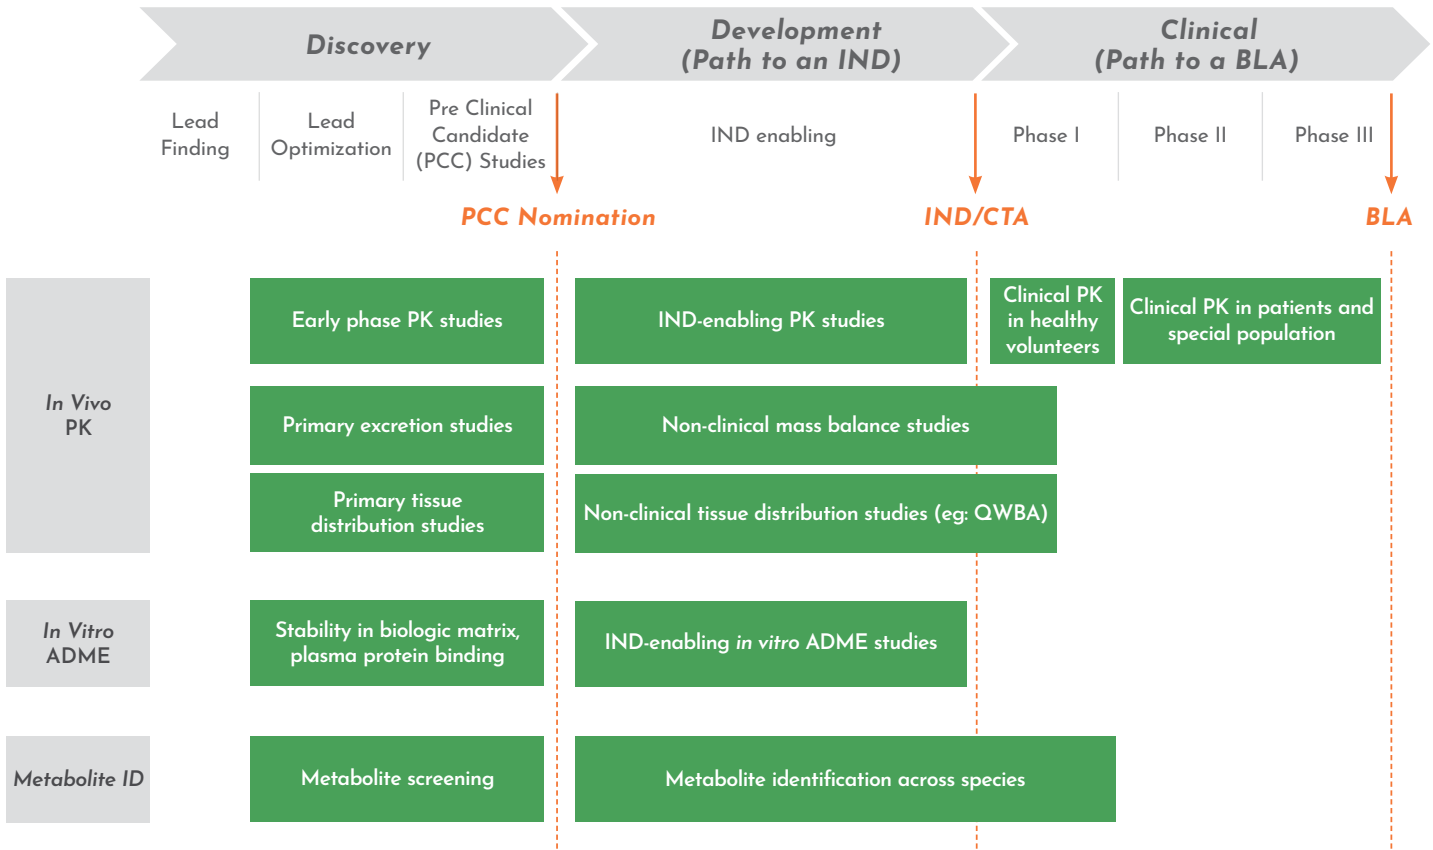 Discovery
Development
(Path to an IND)
Clinical
(Path to a BLA)
Lead
Finding
Lead
Optimization
Pre Clinical
Candidate
(PCC) Studies
IND enabling
Phase I
Phase II
Phase III
PCC Nomination
IND/CTA
BLA
In Vivo
PK
Early phase PK studies
IND-enabling PK studies
Clinical PK
in healthy
volunteers
Clinical PK in patients and
special population
Primary excretion studies
Non-clinical mass balance studies
Primary tissue
distribution studies
Non-clinical tissue distribution studies (eg: QWBA)
In Vitro
ADME
Stability in biologic matrix,
plasma protein binding
IND-enabling in vitro ADME studies
Metabolite ID
Metabolite screening
Metabolite identification across species